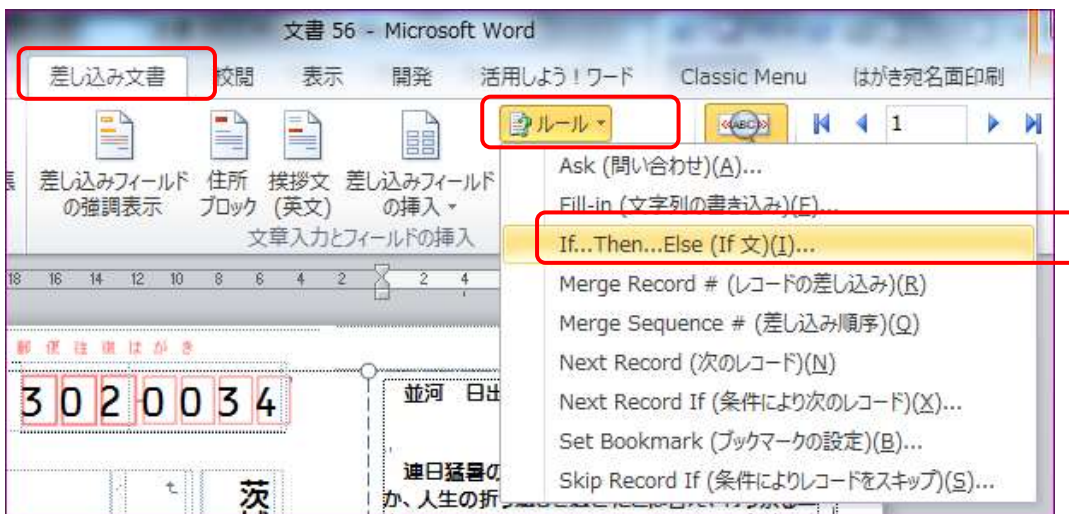 文書 56 - Microsoft Word
差し込み文書 校閲 表示 開発 活用しよう！ワード Classic Menu はがき宛名面印刷
差し込みフィールド
の強調表示
住所
ブロック
挨拶文
(英文)
差し込みフィールド
の挿入
ルール
«ABC»
1
文章入力とフィールドの挿入
Ask (問い合わせ)(A)...
Fill-in (文字列の書き込み)(F)...
If...Then...Else (If 文)(I)...
Merge Record # (レコードの差し込み)(R)
Merge Sequence # (差し込み順序)(Q)
Next Record (次のレコード)(N)
Next Record If (条件により次のレコード)(X)...
Set Bookmark (ブックマークの設定)(B)...
Skip Record If (条件によりレコードをスキップ)(S)...
18 16 14 12 10 8 6 4 2 2 4
郵便往復はがき
3020034
並河 日出
連日猛暑の
か、人生の折
茨